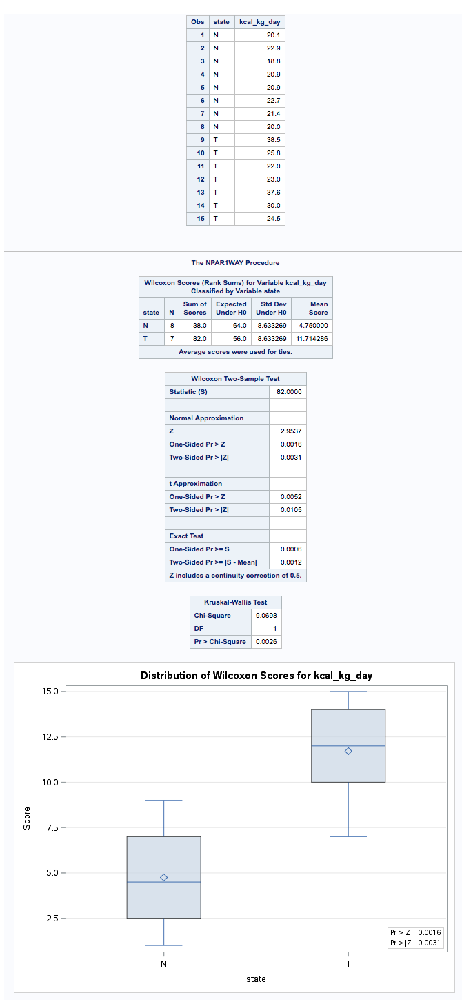 Obs state kcal_kg_day
1 N 20.1
2 N 22.9
3 N 18.8
4 N 20.9
5 N 20.9
6 N 22.7
7 N 21.4
8 N 20.0
9 T 38.5
10 T 25.8
11 T 22.0
12 T 23.0
13 T 37.6
14 T 30.0
15 T 24.5
The NPAR1WAY Procedure
Wilcoxon Scores (Rank Sums) for Variable kcal_kg_day
Classified by Variable state
Sum of Expected Std Dev Mean
state N Scores Under H0 Under H0 Score
N 8 38.0 64.0 8.633269 4.750000
T 7 82.0 56.0 8.633269 11.714286
Average scores were used for ties.
Wilcoxon Two-Sample Test
Statistic (S) 82.0000
Normal Approximation
Z 2.9537
One-Sided Pr > Z 0.0016
Two-Sided Pr > |Z| 0.0031
t Approximation
One-Sided Pr > Z 0.0052
Two-Sided Pr > |Z| 0.0105
Exact Test
One-Sided Pr >= S 0.0006
Two-Sided Pr >= |S - Mean| 0.0012
Z includes a continuity correction of 0.5.
Kruskal-Wallis Test
Chi-Square 9.0698
DF 1
Pr > Chi-Square 0.0026
Distribution of Wilcoxon Scores for kcal_kg_day
15.0
12.5
10.0
7.5
5.0
2.5
Score
Pr > Z 0.0016
Pr > |Z| 0.0031
N T
state